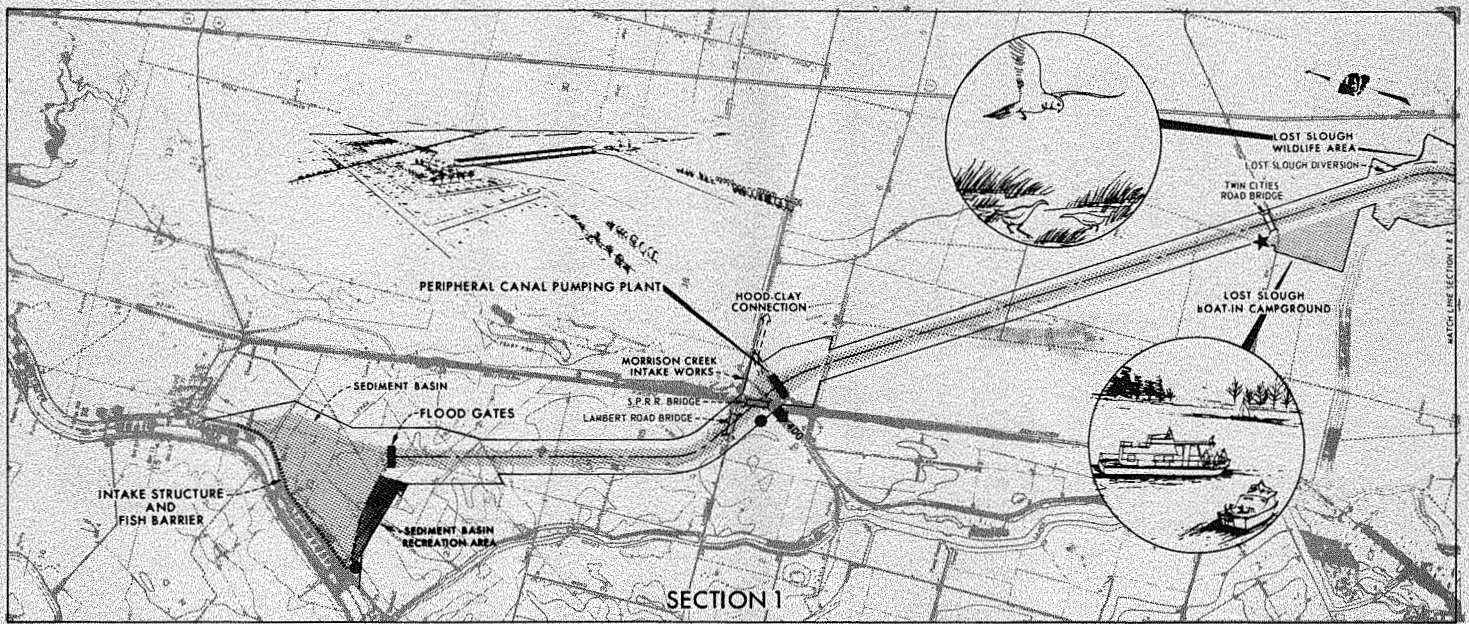 LOST SLOUGH
WILDLIFE AREA
LOST SLOUGH DIVERSION
TWIN CITIES
ROAD BRIDGE
MATCH LINE SECTION 1 & 2
PERIPHERAL CANAL PUMPING PLANT
HOOD-CLAY
CONNECTION
LOST SLOUGH
BOAT-IN CAMPGROUND
MORRISON CREEK
INTAKE WORKS
S.P.R.R. BRIDGE
LAMBERT ROAD BRIDGE
400
SEDIMENT BASIN
FLOOD GATES
INTAKE STRUCTURE
AND
FISH BARRIER
SEDIMENT BASIN
RECREATION AREA
SECTION 1